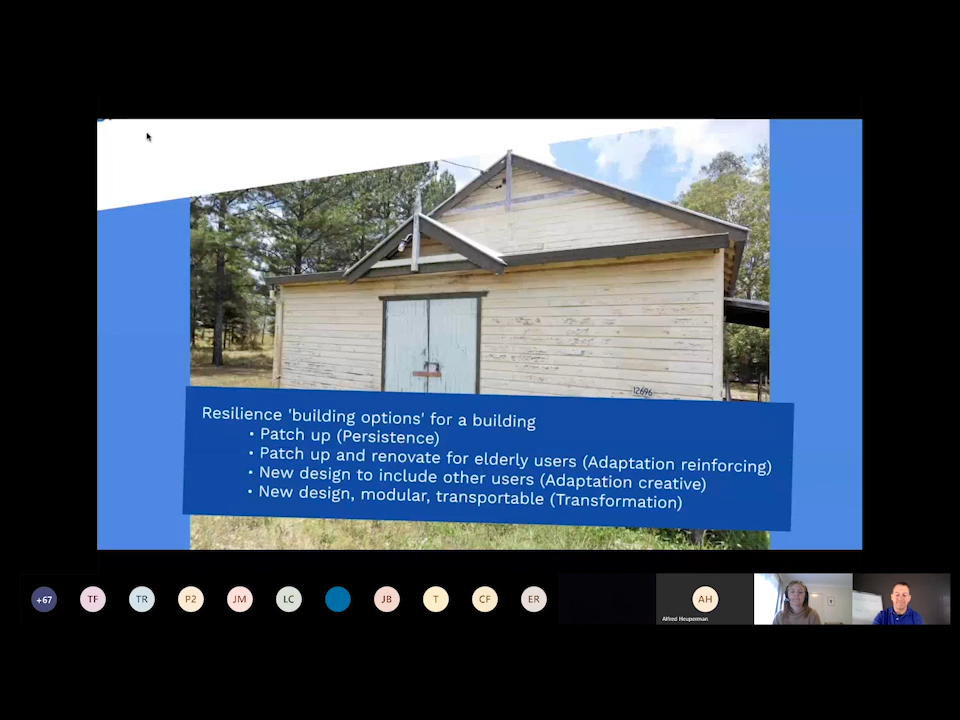 12696
Resilience 'building options' for a building
• Patch up (Persistence)
• Patch up and renovate for elderly users (Adaptation reinforcing)
• New design to include other users (Adaptation creative)
• New design, modular, transportable (Transformation)
+67
TF
TR
P2
JM
LC
JB
T
CF
ER
AH
Alfred Heuperman